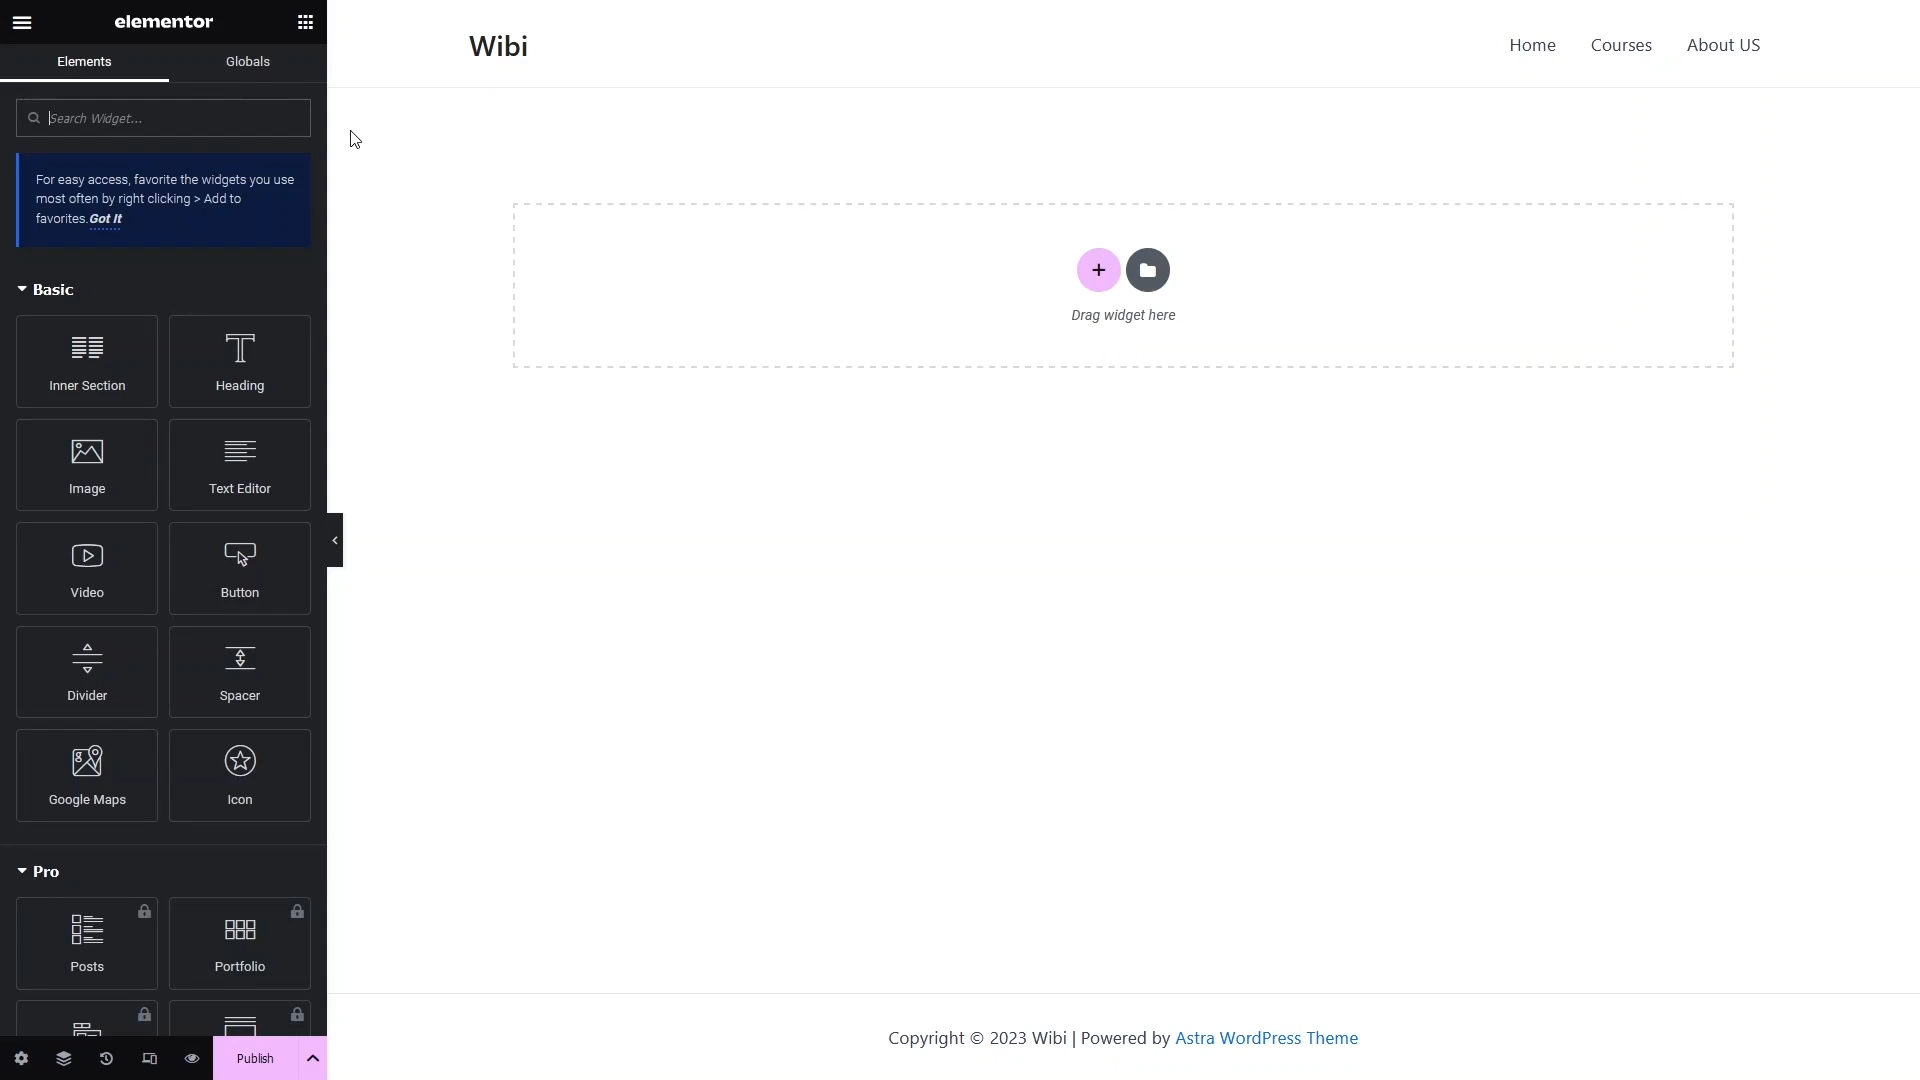 elementor
Elements
Globals
Search Widget...
For easy access, favorite the widgets you use
most often by right clicking > Add to
favorites. Got It
Basic
Inner Section
Heading
Image
Text Editor
Video
Button
Divider
Spacer
Google Maps
Icon
Pro
Posts
Portfolio
Publish
Wibi
Home
Courses
About US
Drag widget here
Copyright © 2023 Wibi | Powered by Astra WordPress Theme